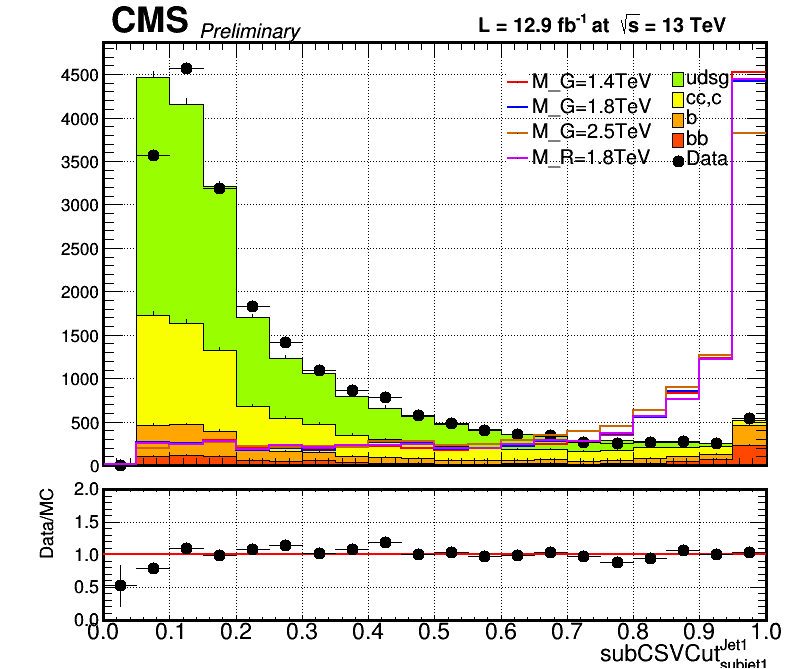 CMS Preliminary L = 12.9 fb⁻¹ at √s = 13 TeV
M_G=1.4TeV
M_G=1.8TeV
M_G=2.5TeV
M_R=1.8TeV
udsg
cc,c
b
bb
Data
4500
4000
3500
3000
2500
2000
1500
1000
500
0
Data/MC
2.0
1.5
1.0
0.5
0.0
0.0 0.1 0.2 0.3 0.4 0.5 0.6 0.7 0.8 0.9 1.0
subCSVCut Jet1 subjet1